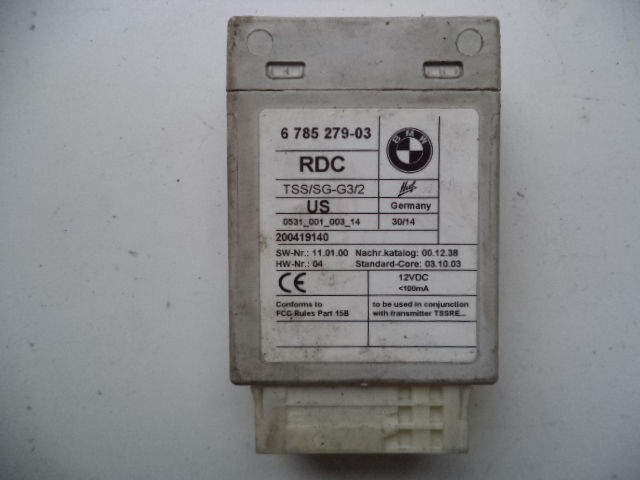 6 785 279-03
BMW
RDC
TSS/SG-G3/2
Huf
US
Germany
0531_001_003_14
30/14
200419140
SW-Nr.: 11.01.00 Nachr.katalog: 00.12.38
HW-Nr.: 04 Standard-Core: 03.10.03
CE
12VDC
<100mA
Conforms to
FCC Rules Part 15B
to be used in conjunction
with transmitter TSSRE...